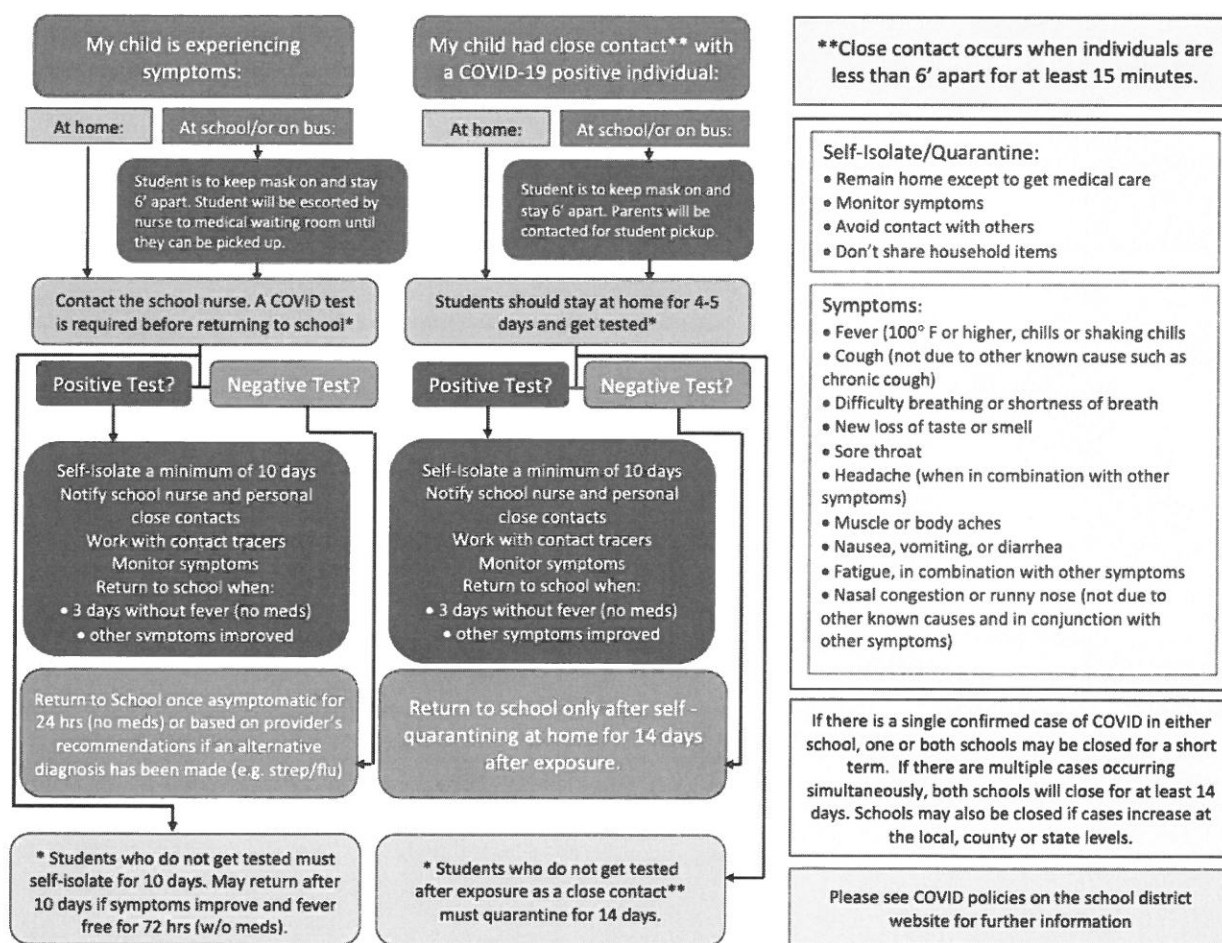 My child is experiencing
symptoms:
At home:
At school/or on bus:
Student is to keep mask on and stay
6' apart. Student will be escorted by
nurse to medical waiting room until
they can be picked up.
Contact the school nurse. A COVID test
is required before returning to school*
Positive Test?
Negative Test?
Self-Isolate a minimum of 10 days
Notify school nurse and personal
close contacts
Work with contact tracers
Monitor symptoms
Return to school when:
• 3 days without fever (no meds)
• other symptoms improved
Return to School once asymptomatic for
24 hrs (no meds) or based on provider's
recommendations if an alternative
diagnosis has been made (e.g. strep/flu)
* Students who do not get tested must
self-isolate for 10 days. May return after
10 days if symptoms improve and fever
free for 72 hrs (w/o meds).
My child had close contact** with
a COVID-19 positive individual:
At home:
At school/or on bus:
Student is to keep mask on and
stay 6' apart. Parents will be
contacted for student pickup.
Students should stay at home for 4-5
days and get tested*
Positive Test?
Negative Test?
Self-Isolate a minimum of 10 days
Notify school nurse and personal
close contacts
Work with contact tracers
Monitor symptoms
Return to school when:
• 3 days without fever (no meds)
• other symptoms improved
Return to school only after self -
quarantining at home for 14 days
after exposure.
* Students who do not get tested
after exposure as a close contact**
must quarantine for 14 days.
**Close contact occurs when individuals are
less than 6' apart for at least 15 minutes.
Self-Isolate/Quarantine:
• Remain home except to get medical care
• Monitor symptoms
• Avoid contact with others
• Don't share household items
Symptoms:
• Fever (100° F or higher, chills or shaking chills
• Cough (not due to other known cause such as
chronic cough)
• Difficulty breathing or shortness of breath
• New loss of taste or smell
• Sore throat
• Headache (when in combination with other
symptoms)
• Muscle or body aches
• Nausea, vomiting, or diarrhea
• Fatigue, in combination with other symptoms
• Nasal congestion or runny nose (not due to
other known causes and in conjunction with
other symptoms)
If there is a single confirmed case of COVID in either
school, one or both schools may be closed for a short
term. If there are multiple cases occurring
simultaneously, both schools will close for at least 14
days. Schools may also be closed if cases increase at
the local, county or state levels.
Please see COVID policies on the school district
website for further information